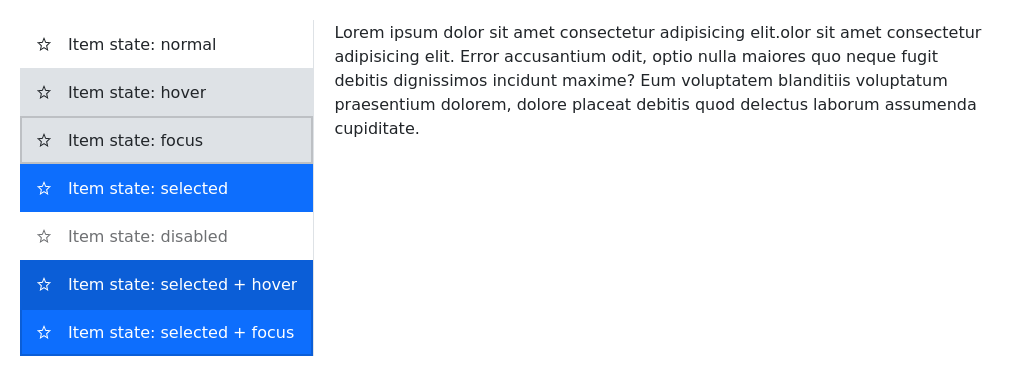 Item state: normal
Item state: hover
Item state: focus
Item state: selected
Item state: disabled
Item state: selected + hover
Item state: selected + focus
Lorem ipsum dolor sit amet consectetur adipisicing elit.olor sit amet consectetur
adipisicing elit. Error accusantium odit, optio nulla maiores quo neque fugit
debitis dignissimos incidunt maxime? Eum voluptatem blanditiis voluptatum
praesentium dolorem, dolore placeat debitis quod delectus laborum assumenda
cupiditate.